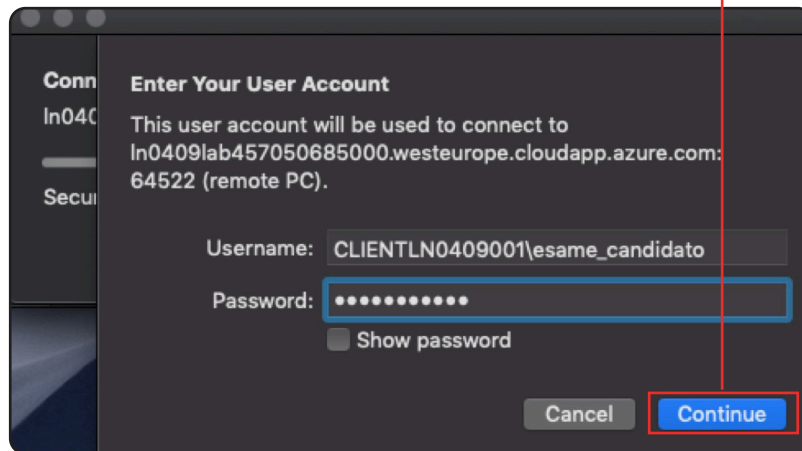 Conn
ln040
Secur
Enter Your User Account
This user account will be used to connect to
ln0409lab457050685000.westeurope.cloudapp.azure.com:
64522 (remote PC).
Username: CLIENTLN0409001\esame_candidato
Password: •••••••••••
Show password
Cancel Continue